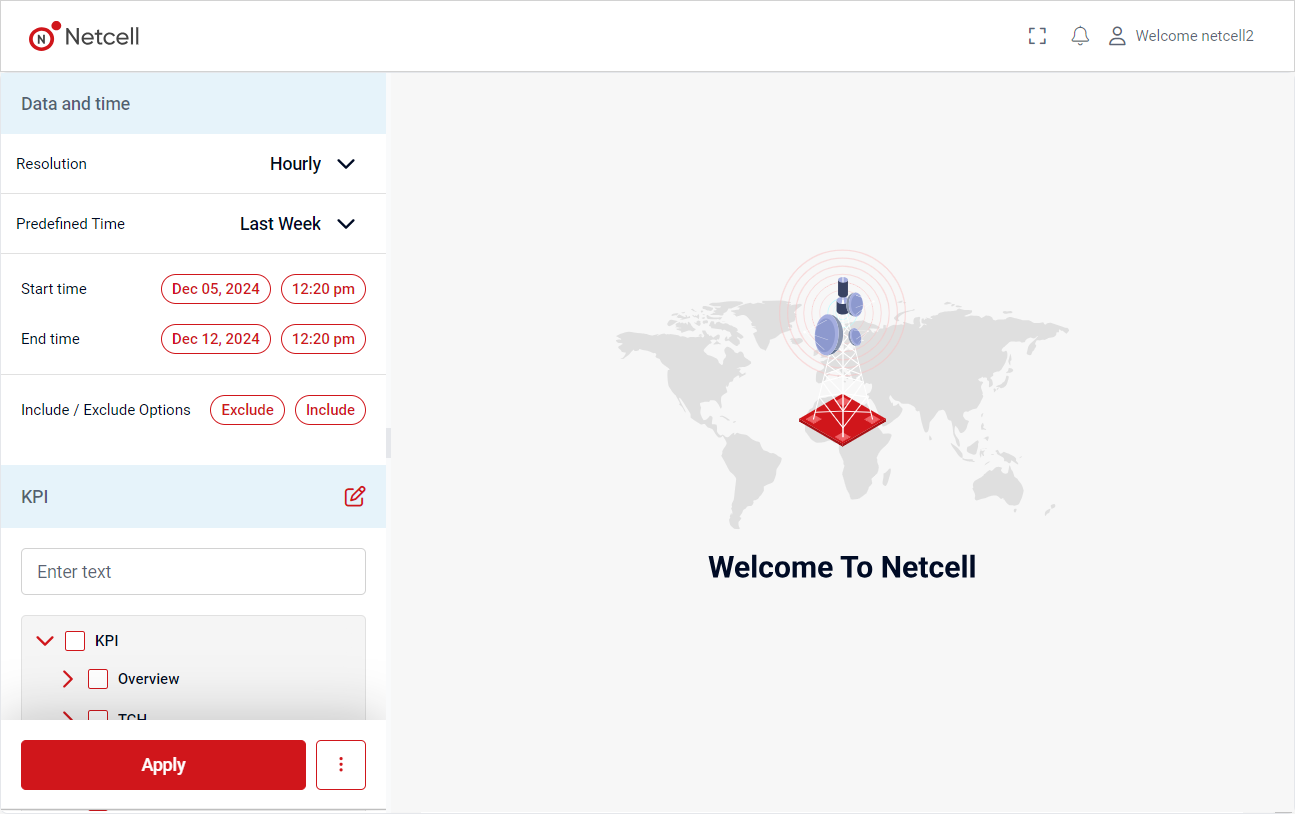 N Netcell
Welcome netcell2
Data and time
Resolution Hourly
Predefined Time Last Week
Start time Dec 05, 2024 12:20 pm
End time Dec 12, 2024 12:20 pm
Include / Exclude Options Exclude Include
KPI
Enter text
KPI
Overview
TCH
Apply
Welcome To Netcell